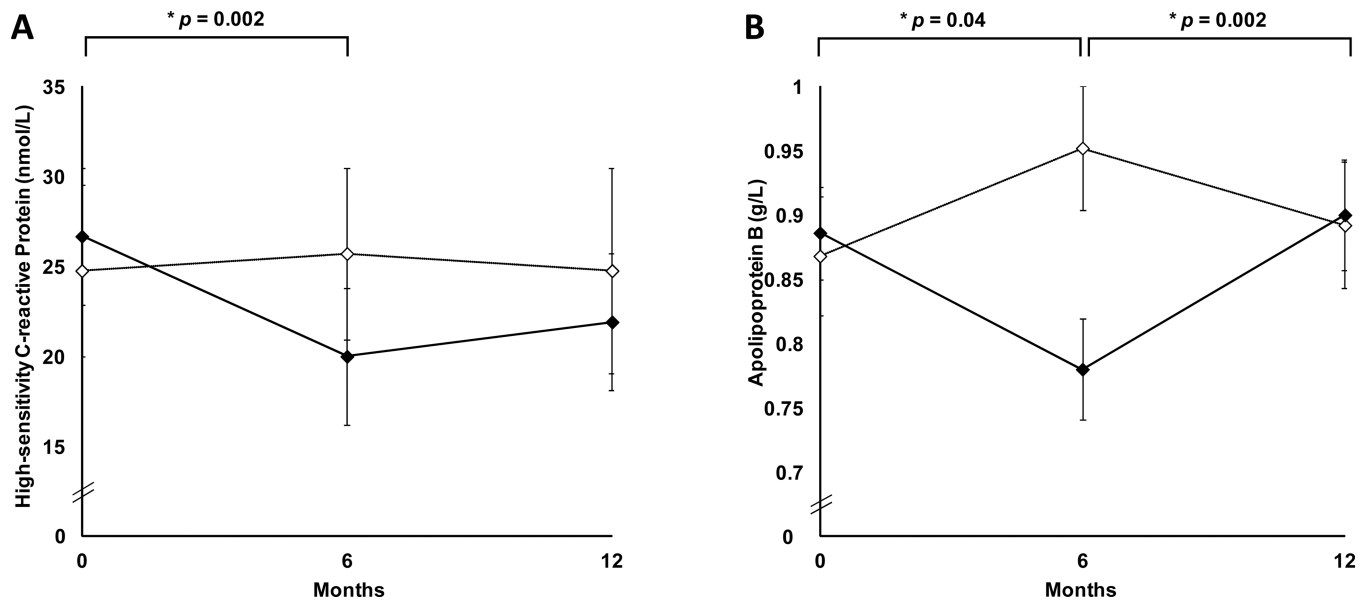 A
* p = 0.002
High-sensitivity C-reactive Protein (nmol/L)
35
30
25
20
15
0
0 6 12
Months
B
* p = 0.04
* p = 0.002
Apolipoprotein B (g/L)
1
0.95
0.9
0.85
0.8
0.75
0.7
0
0 6 12
Months